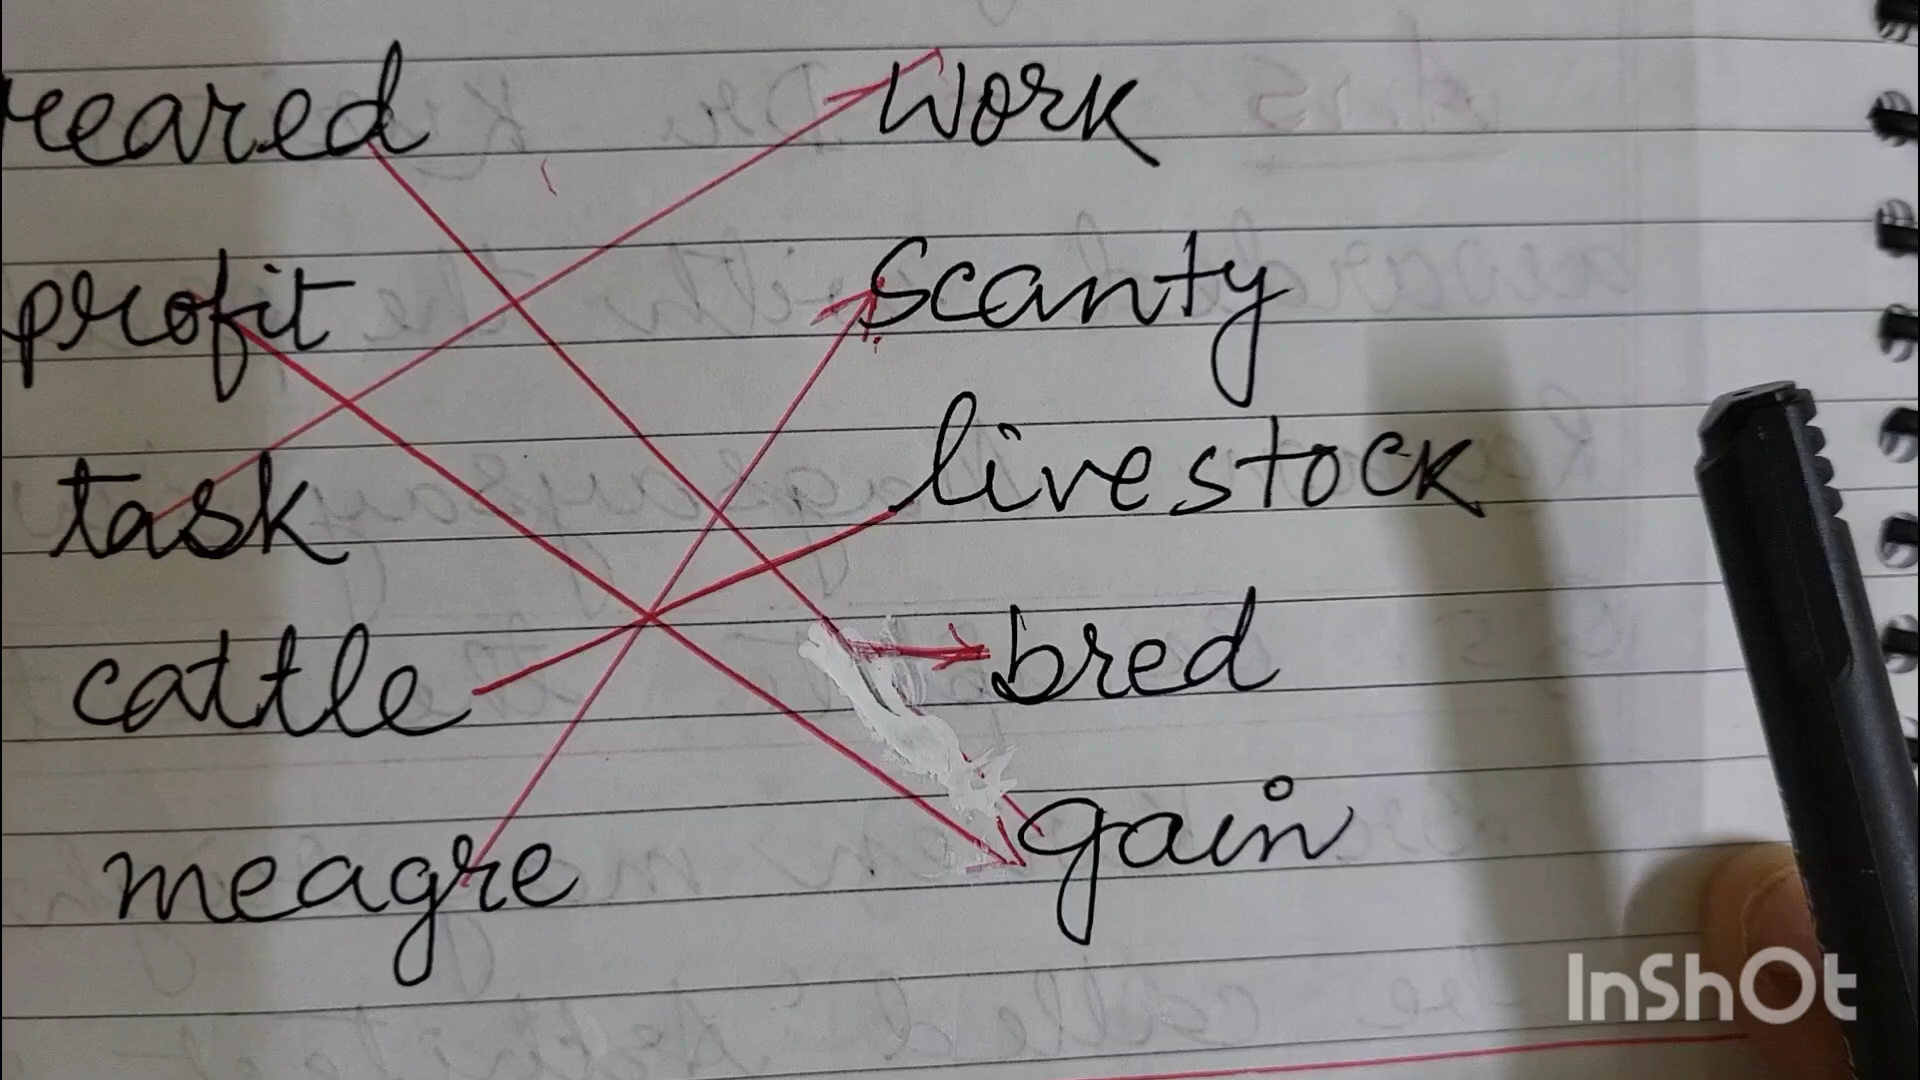 reared work
profit scanty
task livestock
cattle bred
meagre gain
InShOt